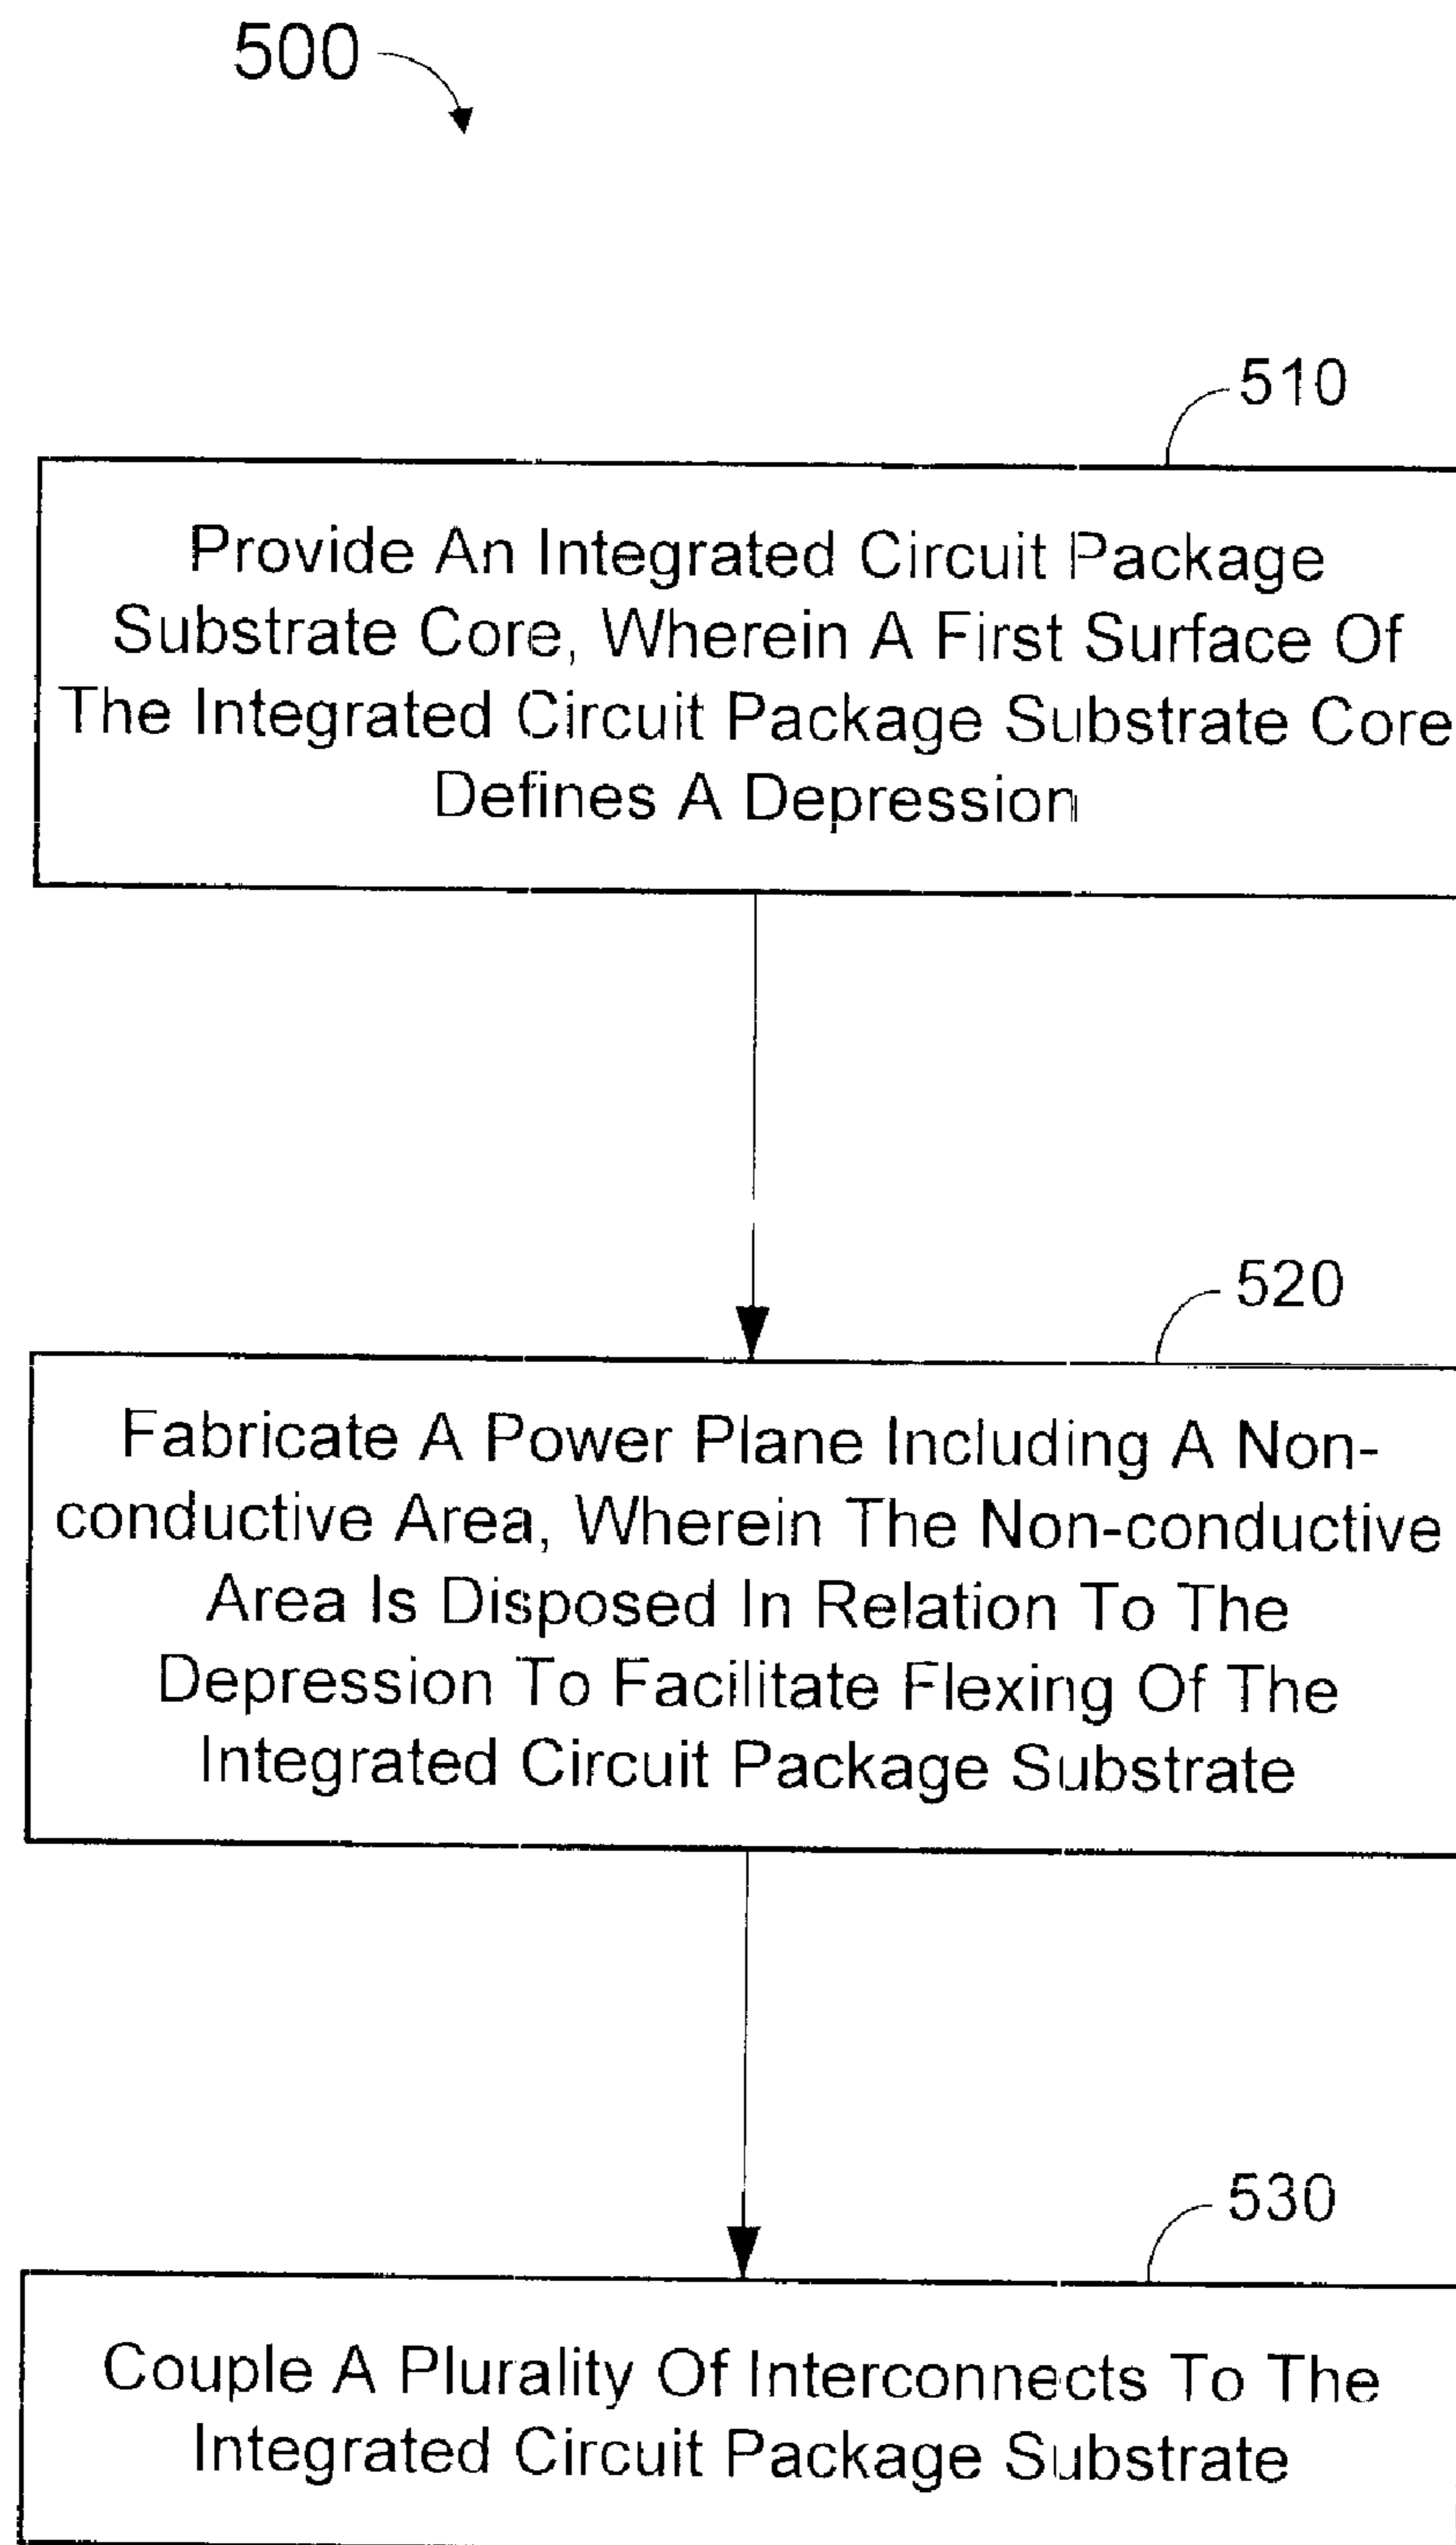 500
510
Provide An Integrated Circuit Package
Substrate Core, Wherein A First Surface Of
The Integrated Circuit Package Substrate Core
Defines A Depression
520
Fabricate A Power Plane Including A Non-
conductive Area, Wherein The Non-conductive
Area Is Disposed In Relation To The
Depression To Facilitate Flexing Of The
Integrated Circuit Package Substrate
530
Couple A Plurality Of Interconnects To The
Integrated Circuit Package Substrate